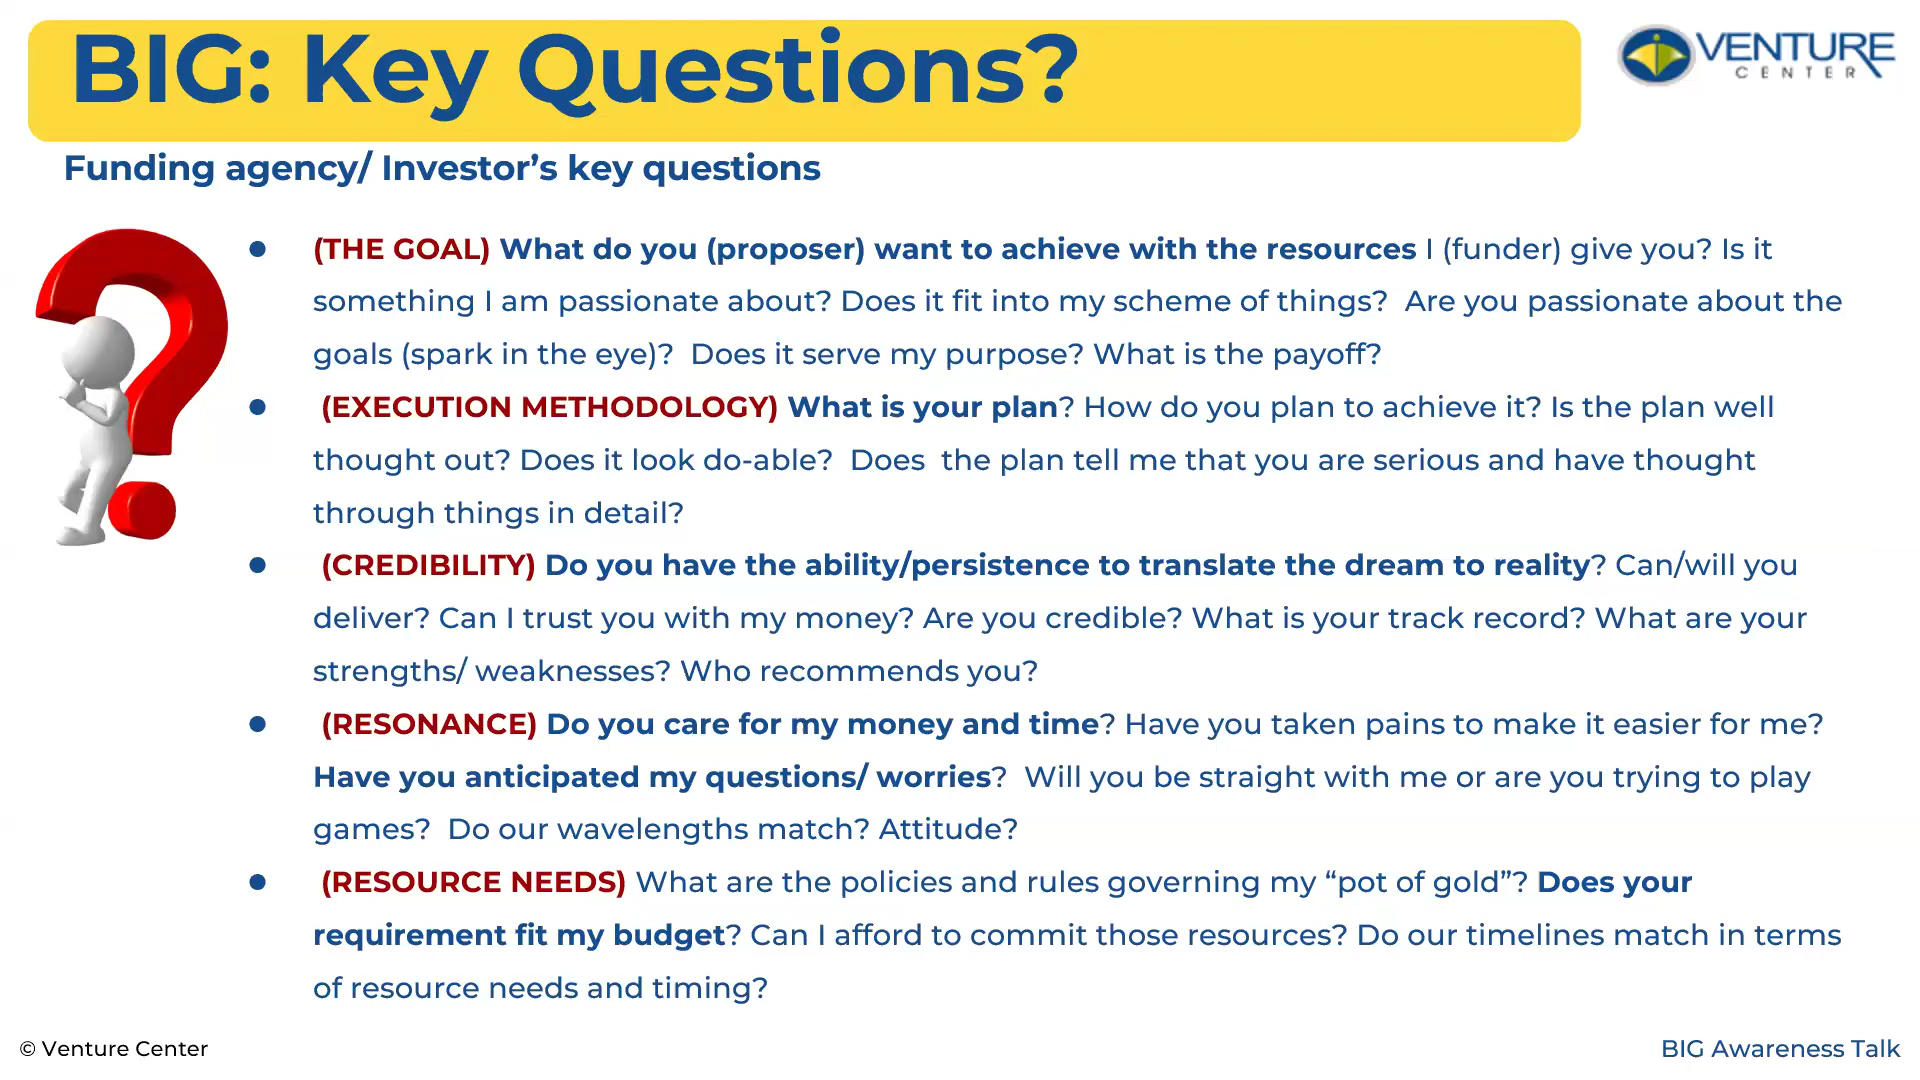 BIG: Key Questions?
VENTURE
CENTER
Funding agency/ Investor’s key questions
● (THE GOAL) What do you (proposer) want to achieve with the resources I (funder) give you? Is it
something I am passionate about? Does it fit into my scheme of things?  Are you passionate about the
goals (spark in the eye)?  Does it serve my purpose? What is the payoff?
● (EXECUTION METHODOLOGY) What is your plan? How do you plan to achieve it? Is the plan well
thought out? Does it look do-able?  Does  the plan tell me that you are serious and have thought
through things in detail?
● (CREDIBILITY) Do you have the ability/persistence to translate the dream to reality? Can/will you
deliver? Can I trust you with my money? Are you credible? What is your track record? What are your
strengths/ weaknesses? Who recommends you?
● (RESONANCE) Do you care for my money and time? Have you taken pains to make it easier for me?
Have you anticipated my questions/ worries?  Will you be straight with me or are you trying to play
games?  Do our wavelengths match? Attitude?
● (RESOURCE NEEDS) What are the policies and rules governing my “pot of gold”? Does your
requirement fit my budget? Can I afford to commit those resources? Do our timelines match in terms
of resource needs and timing?
© Venture Center
BIG Awareness Talk